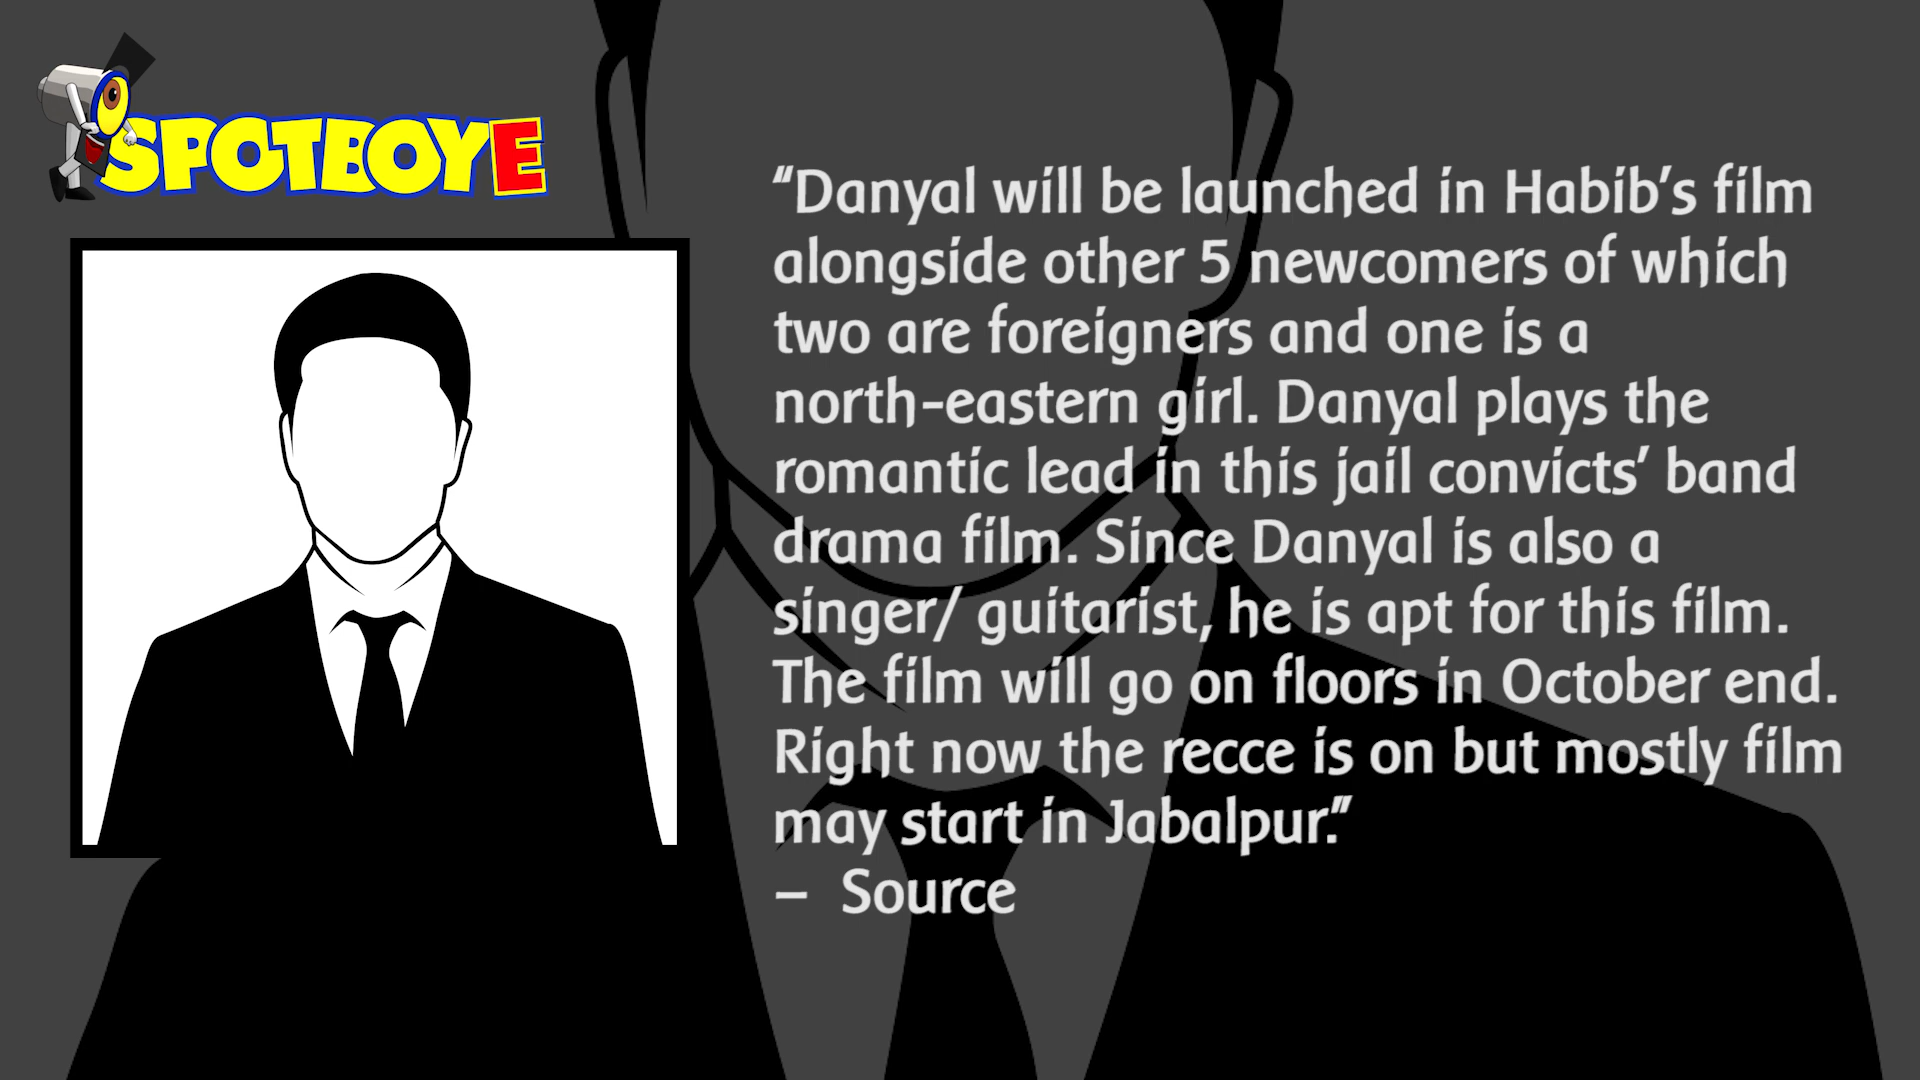 SPOTBOYE
“Danyal will be launched in Habib’s film
alongside other 5 newcomers of which
two are foreigners and one is a
north-eastern girl. Danyal plays the
romantic lead in this jail convicts’ band
drama film. Since Danyal is also a
singer/ guitarist, he is apt for this film.
The film will go on floors in October end.
Right now the recce is on but mostly film
may start in Jabalpur.”
– Source